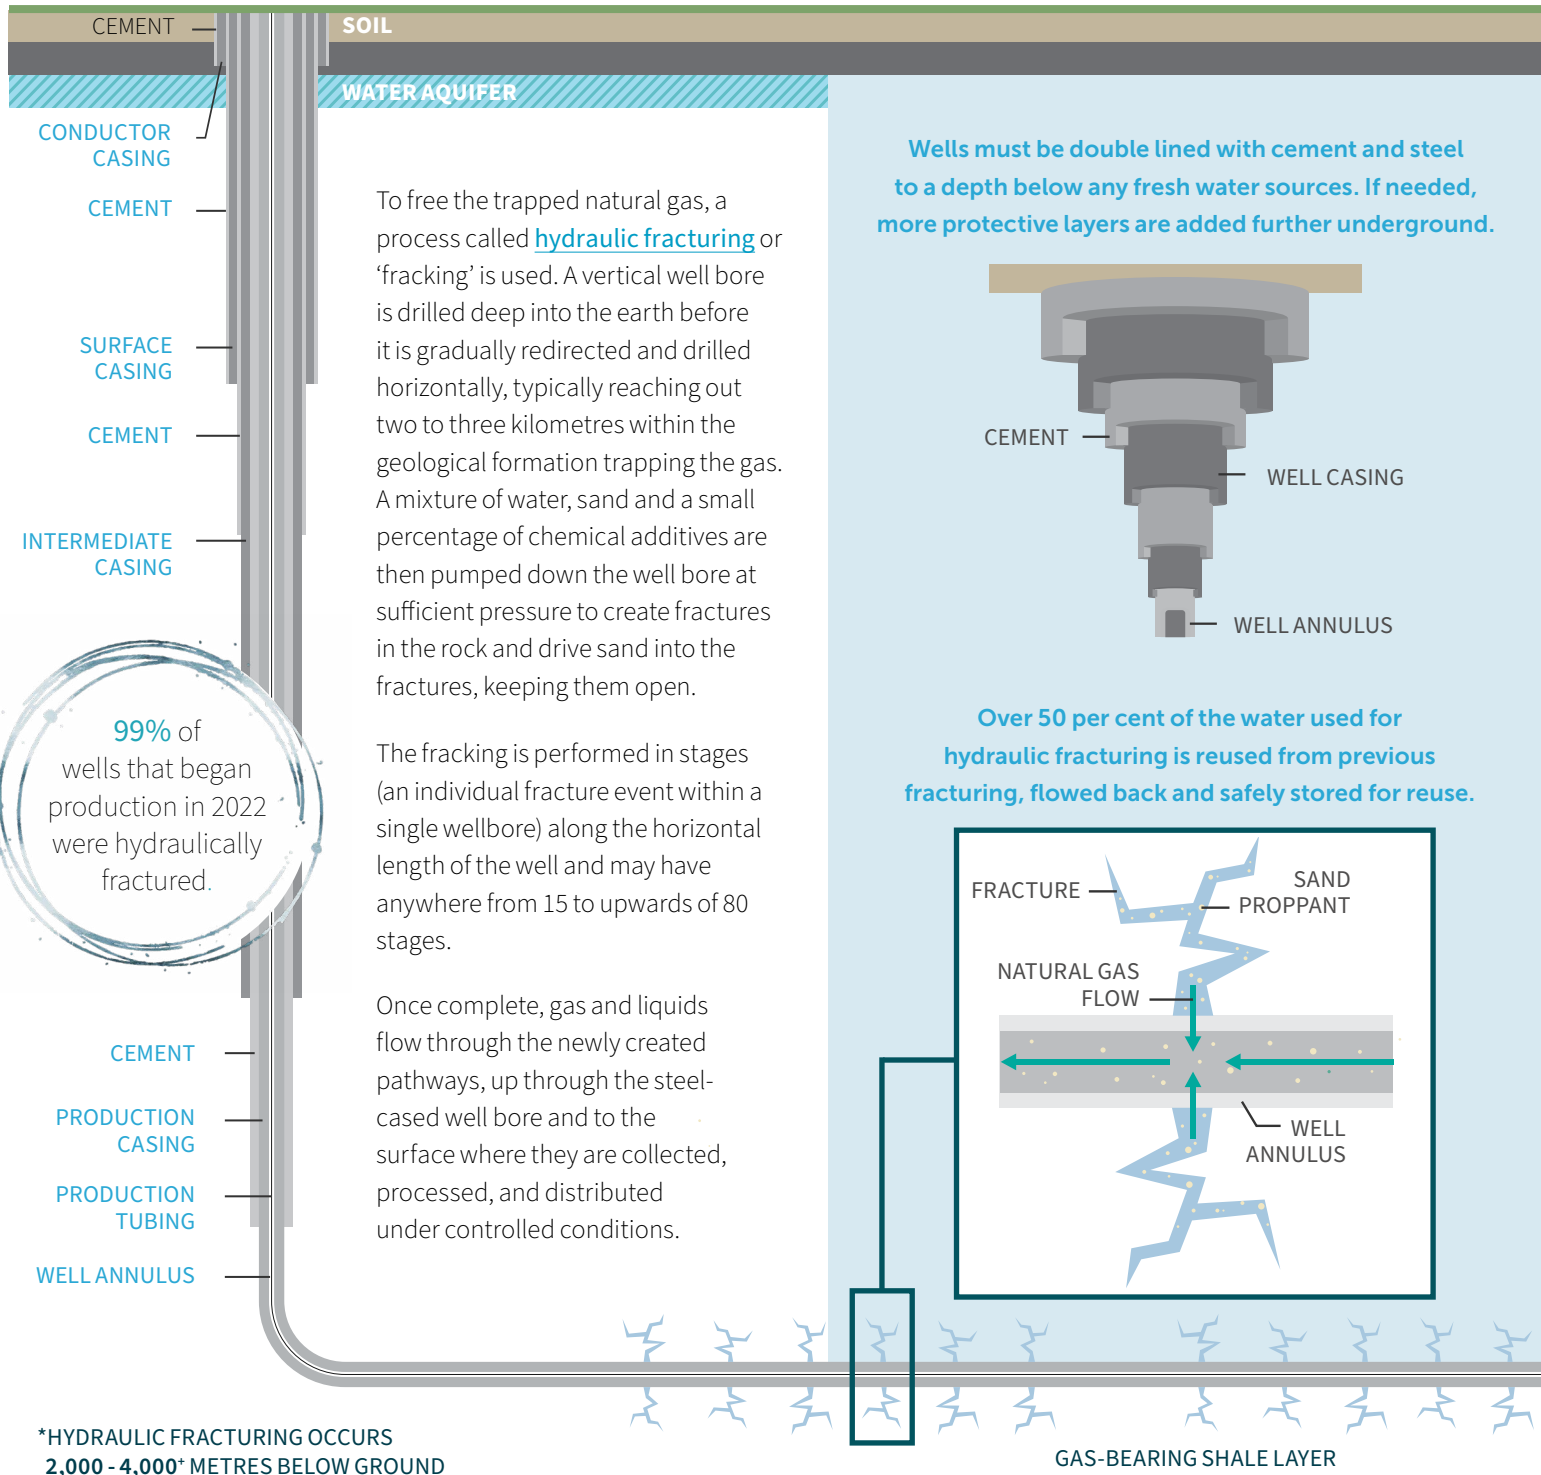 CEMENT
SOIL
WATER AQUIFER
CONDUCTOR
CASING
CEMENT
SURFACE
CASING
CEMENT
INTERMEDIATE
CASING
99% of
wells that began
production in 2022
were hydraulically
fractured.
CEMENT
PRODUCTION
CASING
PRODUCTION
TUBING
WELL ANNULUS
*HYDRAULIC FRACTURING OCCURS
2,000 - 4,000+ METRES BELOW GROUND
To free the trapped natural gas, a
process called hydraulic fracturing or
‘fracking’ is used. A vertical well bore
is drilled deep into the earth before
it is gradually redirected and drilled
horizontally, typically reaching out
two to three kilometres within the
geological formation trapping the gas.
A mixture of water, sand and a small
percentage of chemical additives are
then pumped down the well bore at
sufficient pressure to create fractures
in the rock and drive sand into the
fractures, keeping them open.
The fracking is performed in stages
(an individual fracture event within a
single wellbore) along the horizontal
length of the well and may have
anywhere from 15 to upwards of 80
stages.
Once complete, gas and liquids
flow through the newly created
pathways, up through the steel-
cased well bore and to the
surface where they are collected,
processed, and distributed
under controlled conditions.
Wells must be double lined with cement and steel
to a depth below any fresh water sources. If needed,
more protective layers are added further underground.
CEMENT
WELL CASING
WELL ANNULUS
Over 50 per cent of the water used for
hydraulic fracturing is reused from previous
fracturing, flowed back and safely stored for reuse.
FRACTURE
SAND
PROPPANT
NATURAL GAS
FLOW
WELL
ANNULUS
GAS-BEARING SHALE LAYER